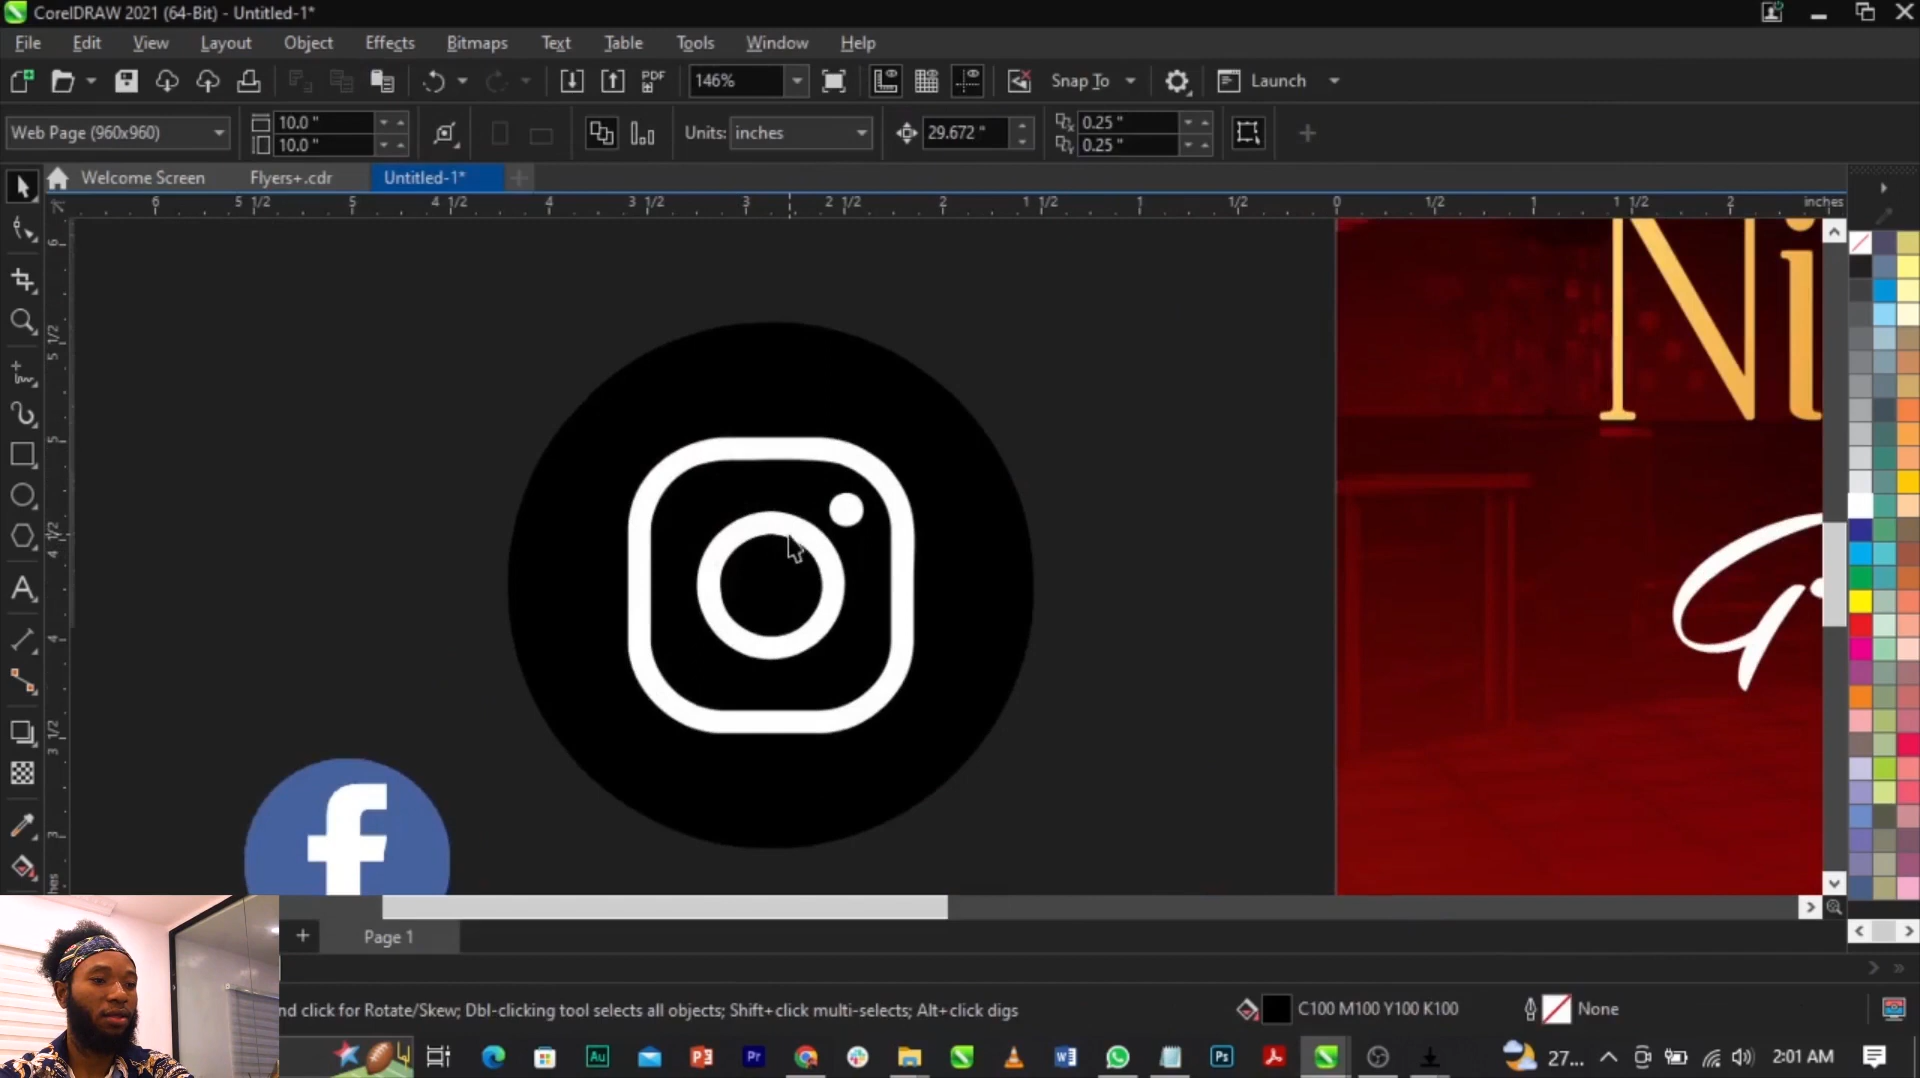 CorelDRAW 2021 (64-Bit) - Untitled-1*
File Edit View Layout Object Effects Bitmaps Text Table Tools Window Help
PDF 146% Snap To Launch
Web Page (960x960) 10.0 " 10.0 " Units: inches 29.672 " 0.25 " 0.25 "
Welcome Screen Flyers+.cdr Untitled-1*
6 5 1/2 5 4 1/2 4 3 1/2 3 2 1/2 2 1 1/2 1 1/2 0 1/2 1 1 1/2 2 inches
6
5 1/2
5
4 1/2
4
3 1/2
3
Ni
G
f
Page 1
nd click for Rotate/Skew; Dbl-clicking tool selects all objects; Shift+click multi-selects; Alt+click digs
C100 M100 Y100 K100 None
Au Pr Ps 27... 2:01 AM